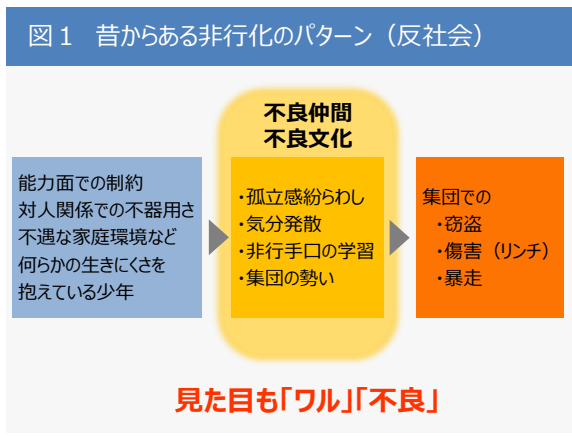 図１　昔からある非行化のパターン（反社会）
不良仲間
不良文化
能力面での制約
対人関係での不器用さ
不遇な家庭環境など
何らかの生きにくさを
抱えている少年
・孤立感紛らわし
・気分発散
・非行手口の学習
・集団の勢い
集団での
・窃盗
・傷害（リンチ）
・暴走
見た目も「ワル」「不良」